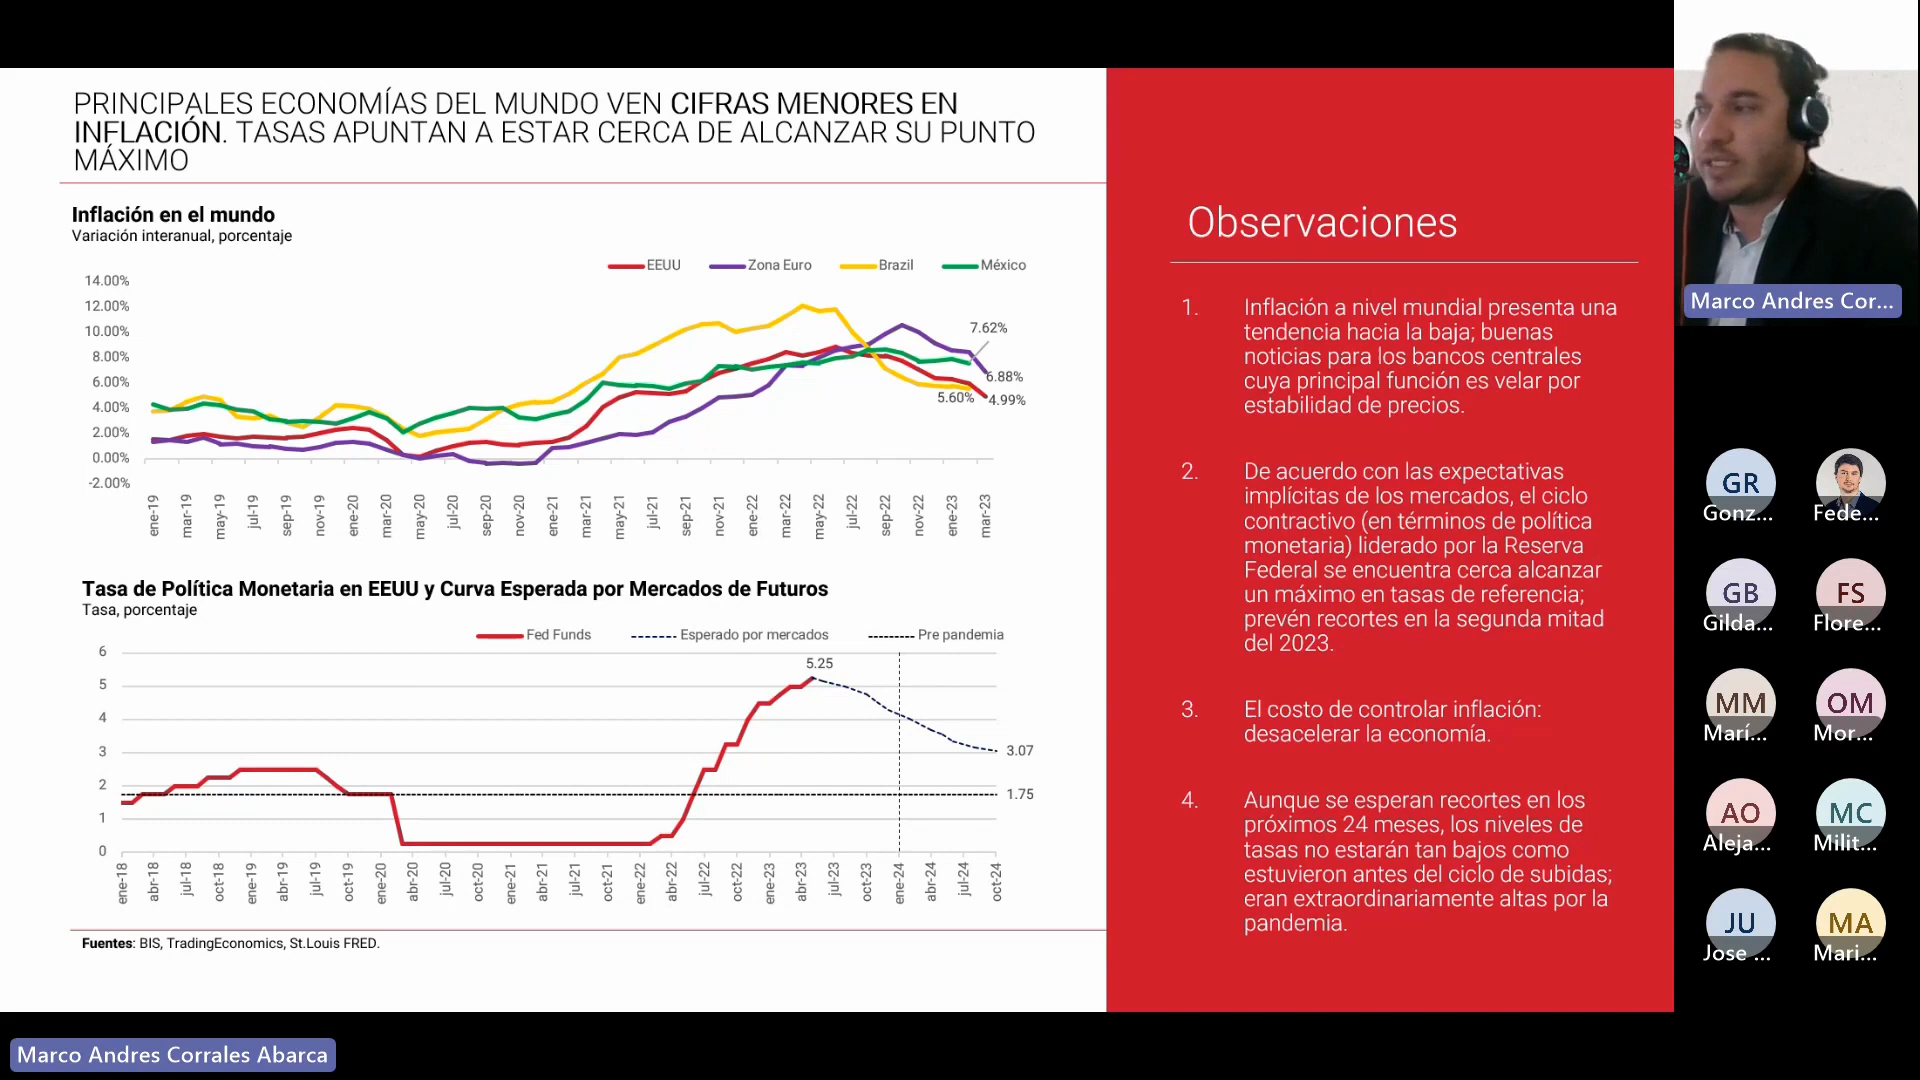 PRINCIPALES ECONOMÍAS DEL MUNDO VEN CIFRAS MENORES EN
INFLACIÓN. TASAS APUNTAN A ESTAR CERCA DE ALCANZAR SU PUNTO
MÁXIMO
Inflación en el mundo
Variación interanual, porcentaje
EEUU
Zona Euro
Brazil
México
14.00%
12.00%
10.00%
8.00%
6.00%
4.00%
2.00%
0.00%
-2.00%
7.62%
6.88%
5.60%
4.99%
ene-19
mar-19
may-19
jul-19
sep-19
nov-19
ene-20
mar-20
may-20
jul-20
sep-20
nov-20
ene-21
mar-21
may-21
jul-21
sep-21
nov-21
ene-22
mar-22
may-22
jul-22
sep-22
nov-22
ene-23
mar-23
Tasa de Política Monetaria en EEUU y Curva Esperada por Mercados de Futuros
Tasa, porcentaje
Fed Funds
Esperado por mercados
Pre pandemia
6
5
4
3
2
1
0
5.25
3.07
1.75
ene-18
abr-18
jul-18
oct-18
ene-19
abr-19
jul-19
oct-19
ene-20
abr-20
jul-20
oct-20
ene-21
abr-21
jul-21
oct-21
ene-22
abr-22
jul-22
oct-22
ene-23
abr-23
jul-23
oct-23
ene-24
abr-24
jul-24
oct-24
Fuentes: BIS, TradingEconomics, St.Louis FRED.
Observaciones
1. Inflación a nivel mundial presenta una
tendencia hacia la baja; buenas
noticias para los bancos centrales
cuya principal función es velar por
estabilidad de precios.
2. De acuerdo con las expectativas
implícitas de los mercados, el ciclo
contractivo (en términos de política
monetaria) liderado por la Reserva
Federal se encuentra cerca alcanzar
un máximo en tasas de referencia;
prevén recortes en la segunda mitad
del 2023.
3. El costo de controlar inflación:
desacelerar la economía.
4. Aunque se esperan recortes en los
próximos 24 meses, los niveles de
tasas no estarán tan bajos como
estuvieron antes del ciclo de subidas;
eran extraordinariamente altas por la
pandemia.
Marco Andres Cor...
GR
Gonz...
Fede...
GB
Gilda...
FS
Flore...
MM
Marí...
OM
Mor...
AO
Aleja...
MC
Milit...
JU
Jose ...
MA
Mari...
Marco Andres Corrales Abarca